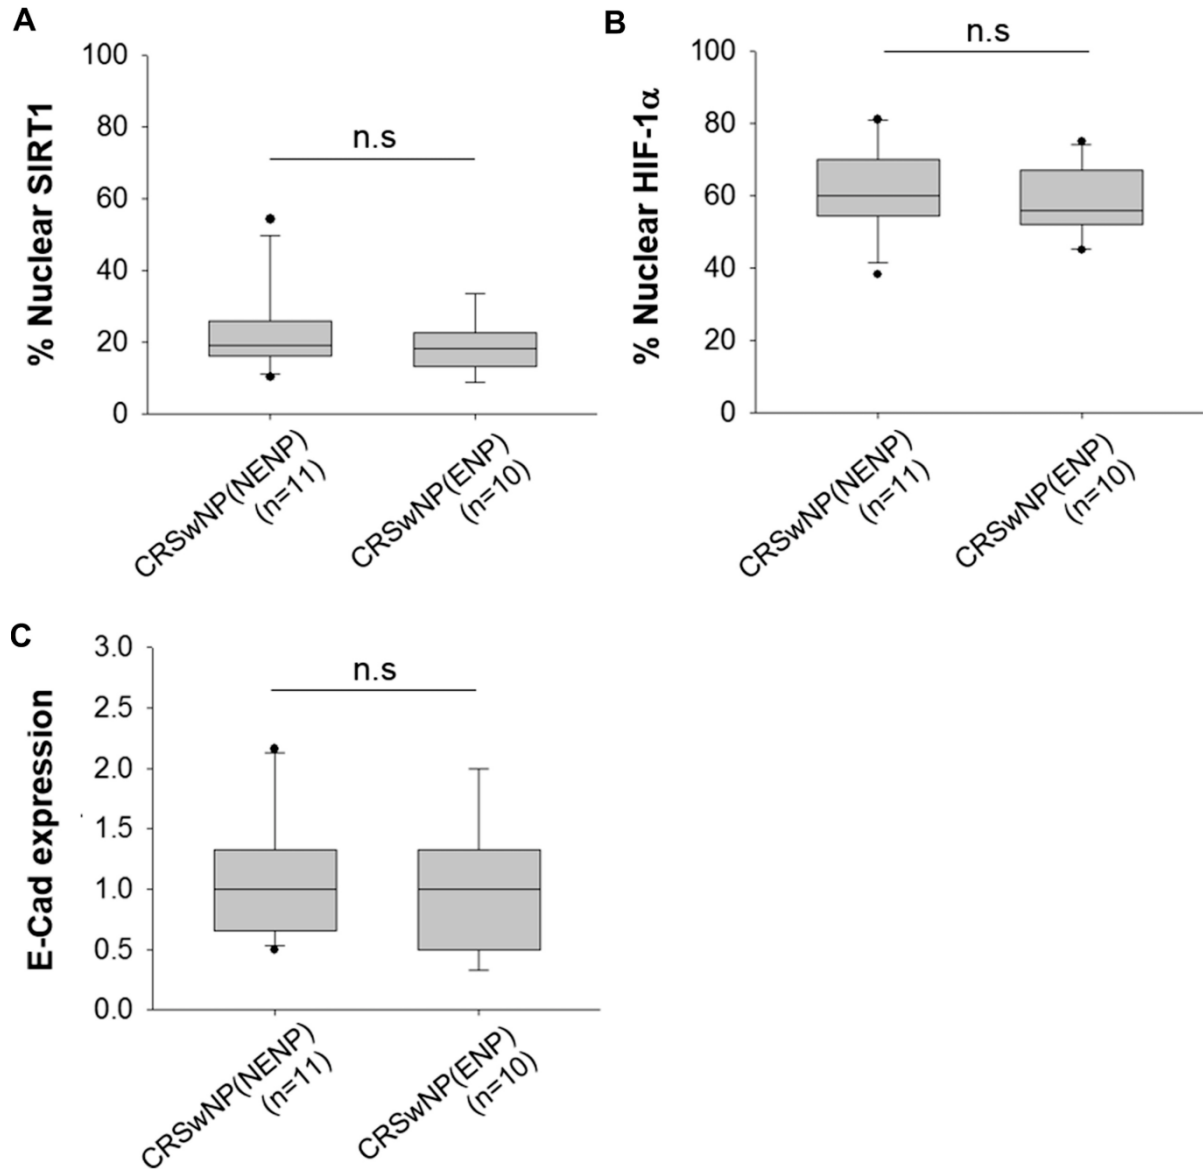 A
% Nuclear SIRT1
100
80
60
40
20
0
n.s
CRSwNP(NENP)
(n=11)
CRSwNP(ENP)
(n=10)
B
% Nuclear HIF-1α
100
80
60
40
20
0
n.s
CRSwNP(NENP)
(n=11)
CRSwNP(ENP)
(n=10)
C
E-Cad expression
3.0
2.5
2.0
1.5
1.0
0.5
0.0
n.s
CRSwNP(NENP)
(n=11)
CRSwNP(ENP)
(n=10)